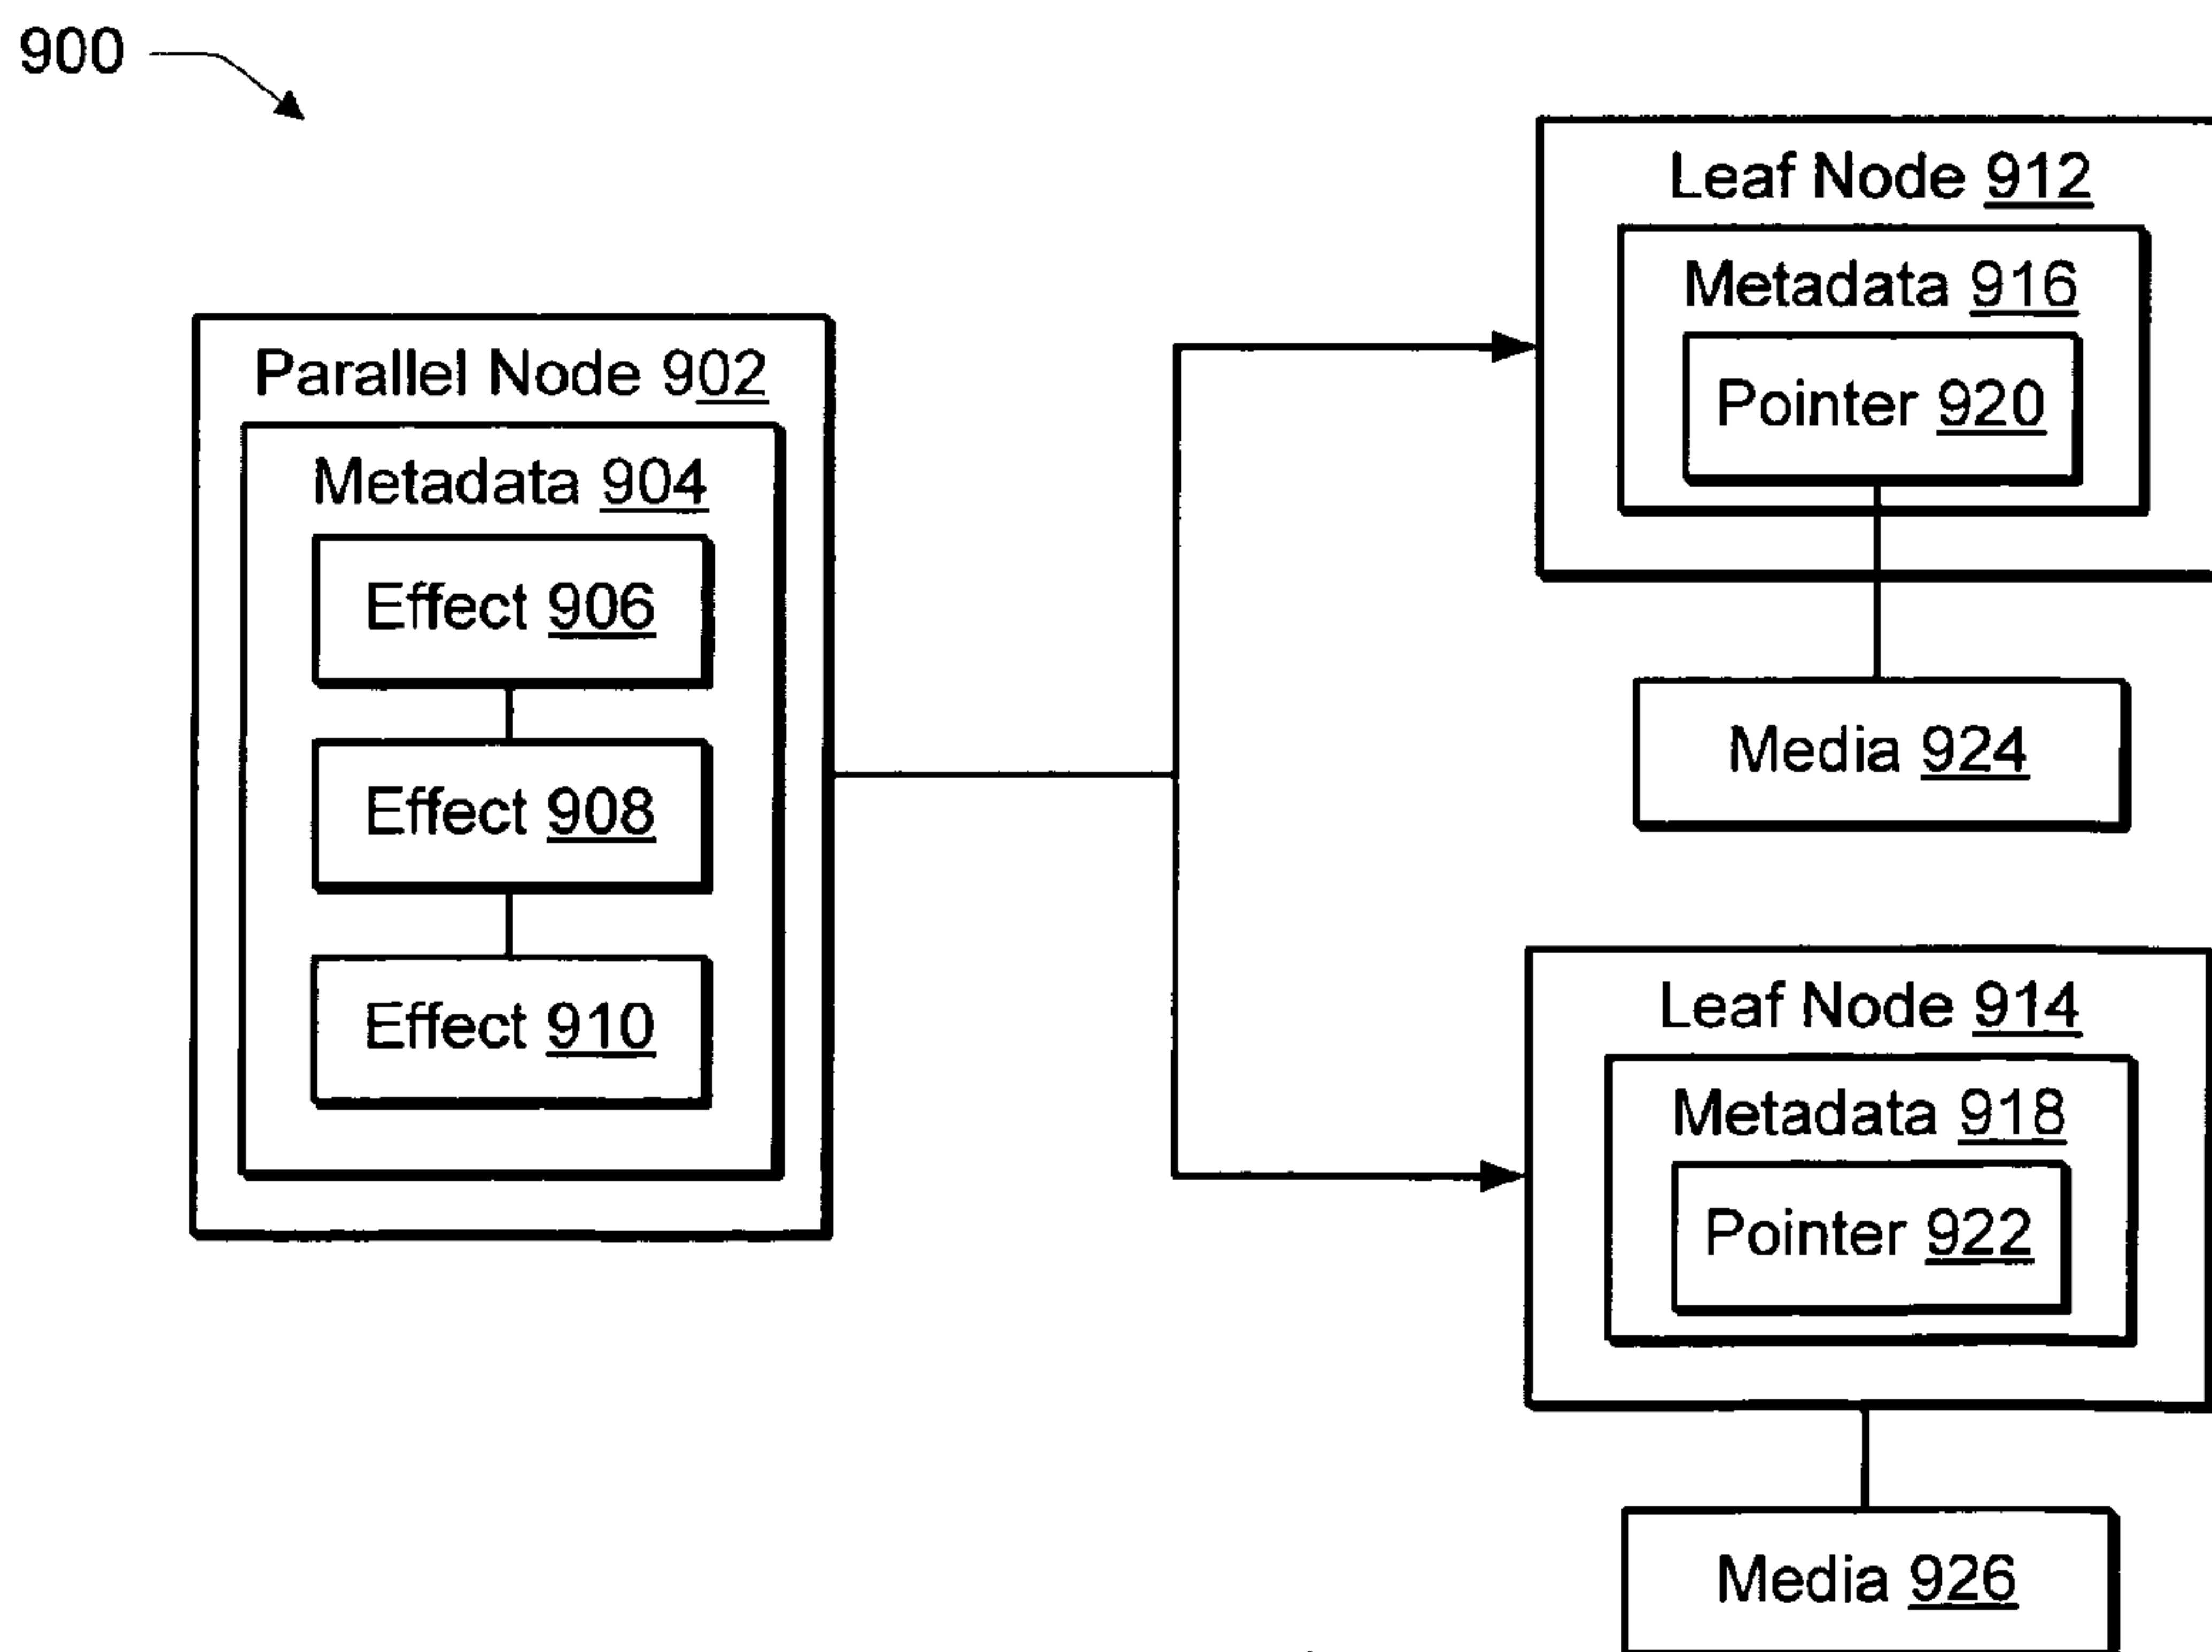 900
Parallel Node 902
Metadata 904
Effect 906
Effect 908
Effect 910
Leaf Node 912
Metadata 916
Pointer 920
Media 924
Leaf Node 914
Metadata 918
Pointer 922
Media 926